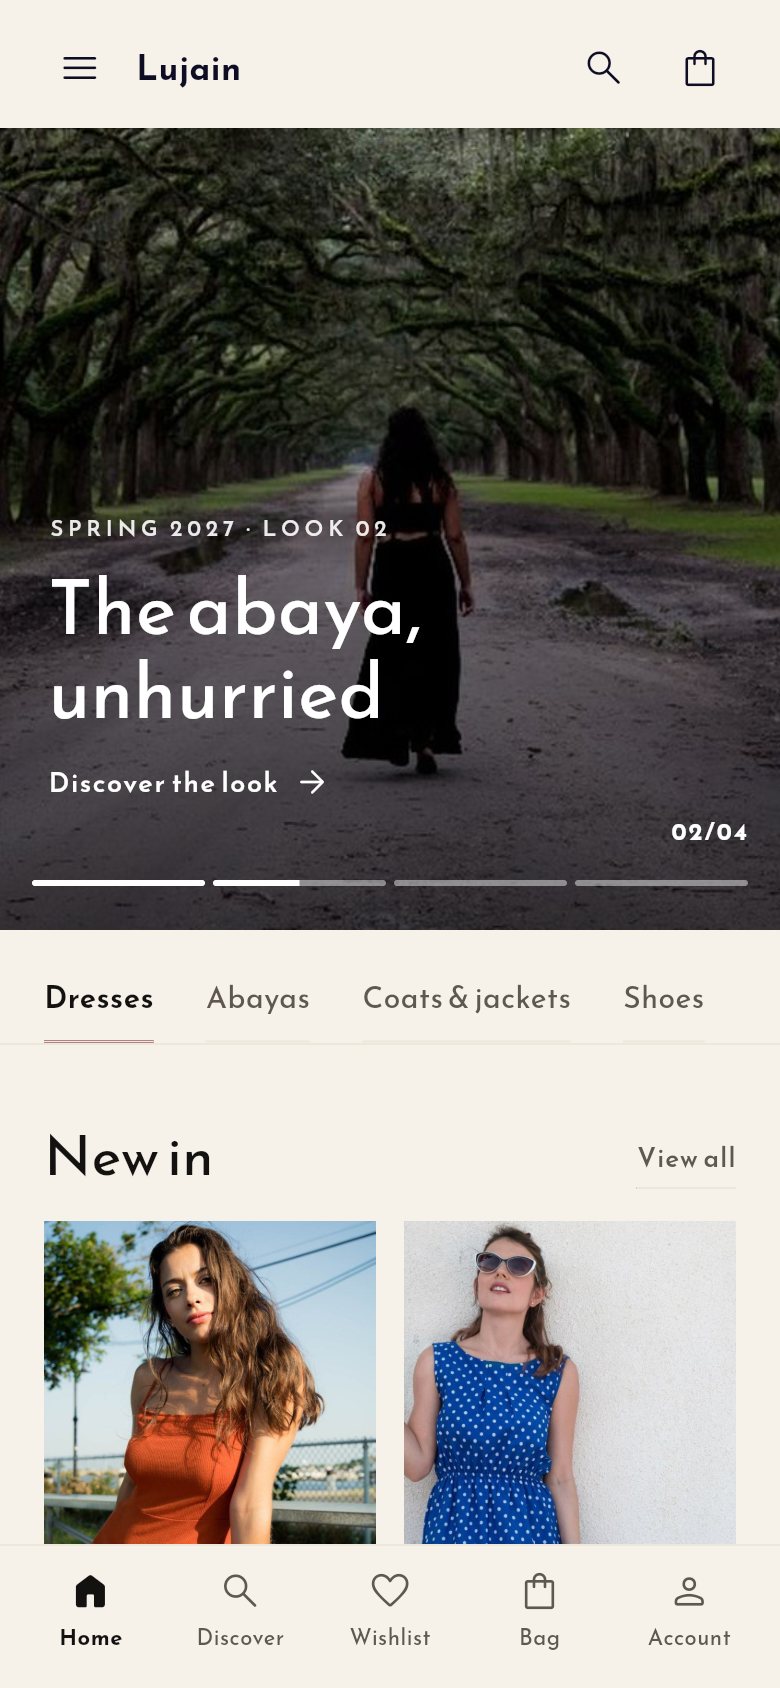 Lujain
SPRING 2027 · LOOK 02
The abaya,
unhurried
Discover the look
02/04
Dresses
Abayas
Coats & jackets
Shoes
New in
View all
Home
Discover
Wishlist
Bag
Account